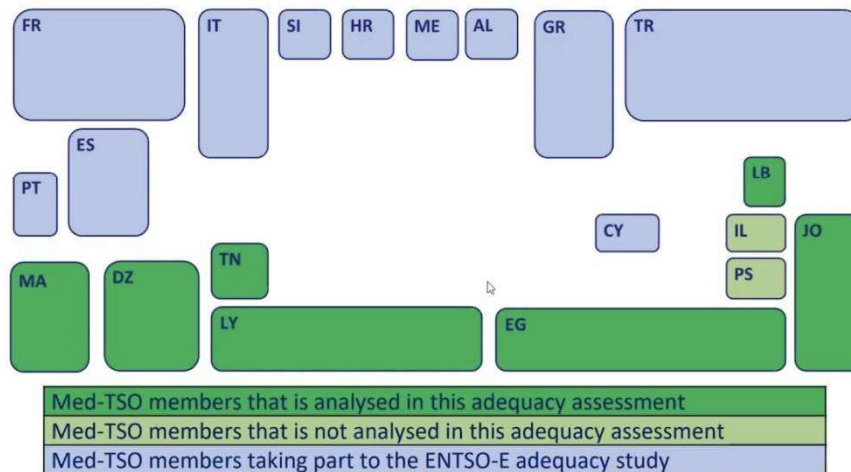 FR
IT
SI
HR
ME
AL
GR
TR
ES
PT
LB
CY
IL
JO
TN
PS
MA
DZ
LY
EG
Med-TSO members that is analysed in this adequacy assessment
Med-TSO members that is not analysed in this adequacy assessment
Med-TSO members taking part to the ENTSO-E adequacy study